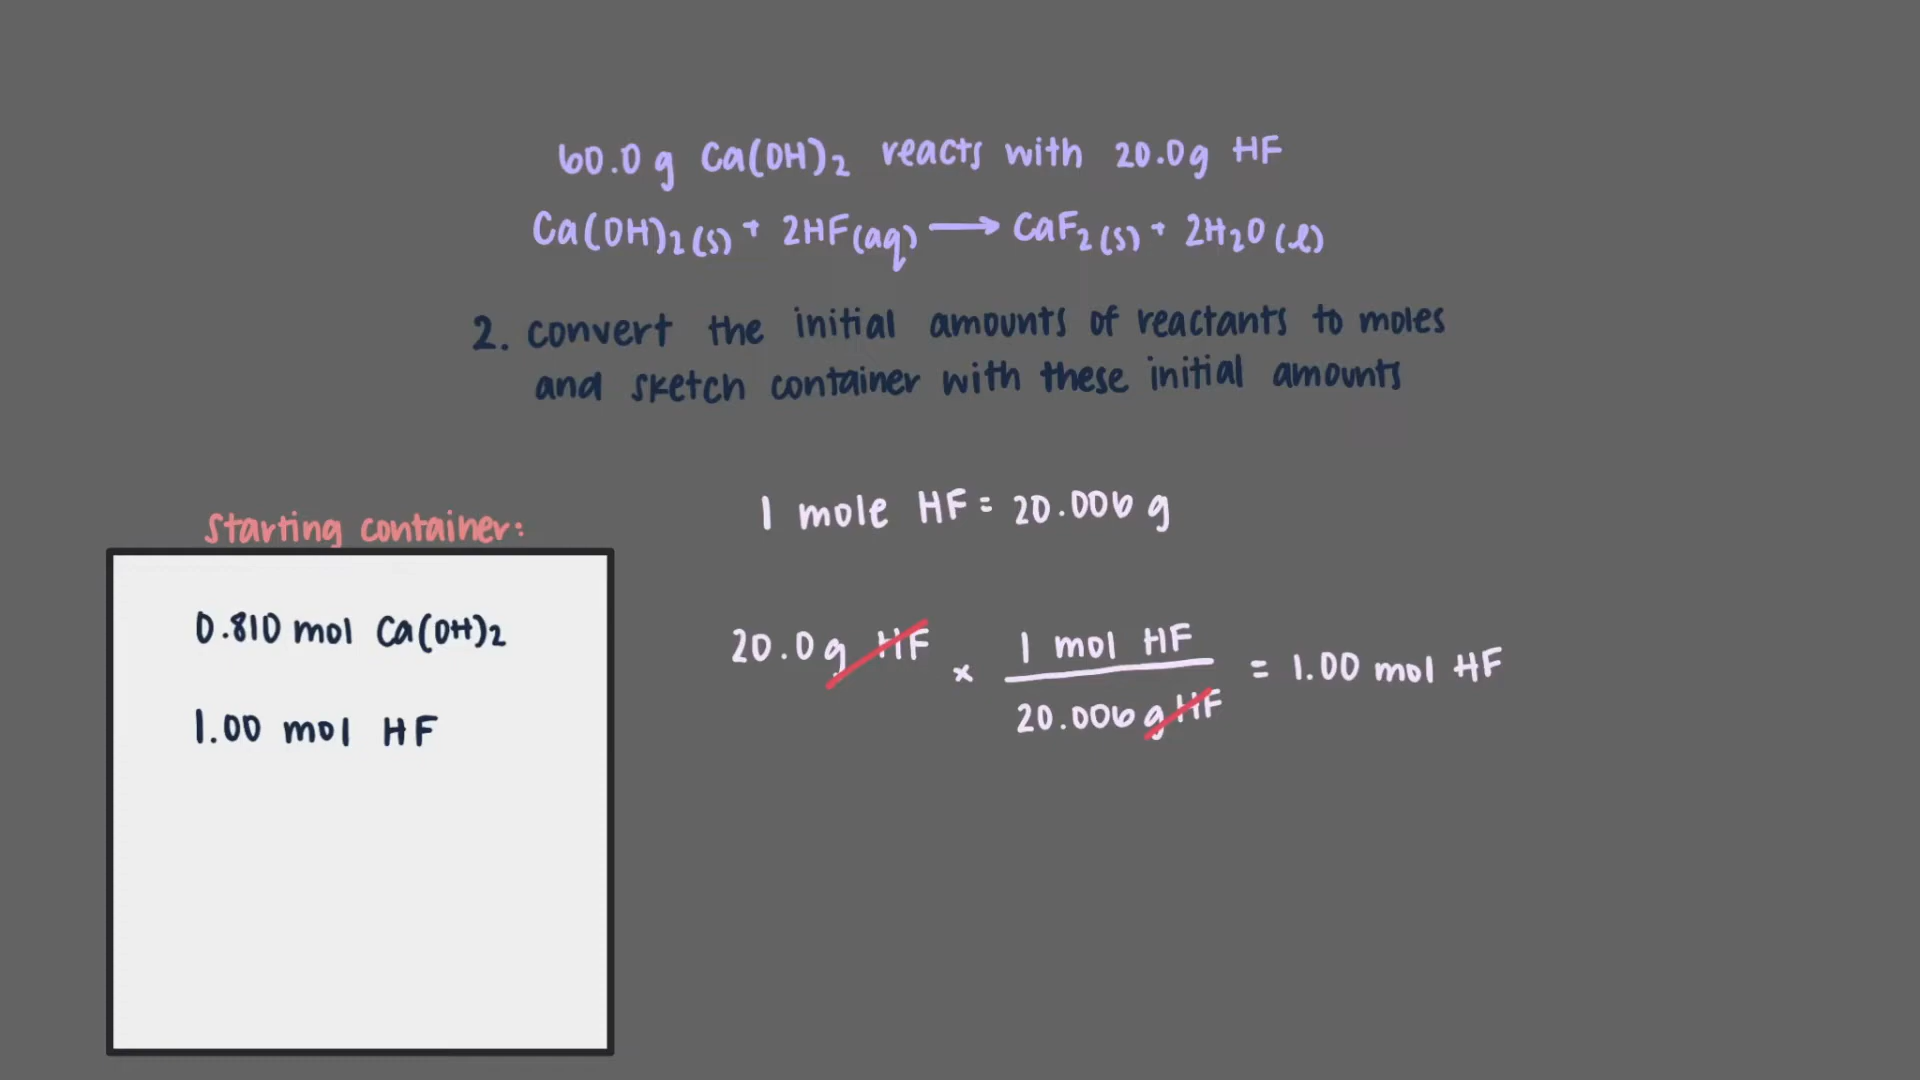 60.0 g Ca(OH)₂ reacts with 20.0g HF
Ca(OH)₂(s) + 2HF(aq) ⟶ CaF₂(s) + 2H₂O(l)
2. convert the initial amounts of reactants to moles
and sketch container with these initial amounts
Starting container:
0.810 mol Ca(OH)₂
1.00 mol HF
1 mole HF = 20.006 g
20.0 g HF × 1 mol HF / 20.006 g HF = 1.00 mol HF